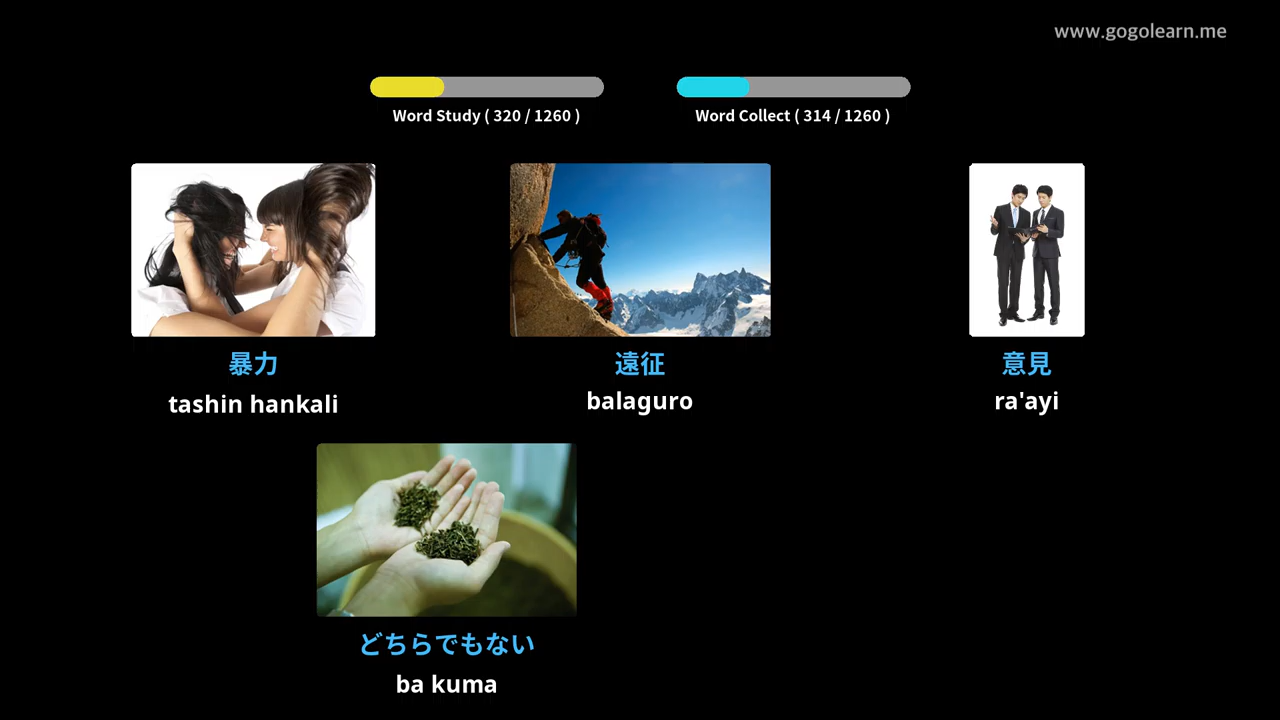 www.gogolearn.me
Word Study ( 320 / 1260 )
Word Collect ( 314 / 1260 )
暴力
tashin hankali
遠征
balaguro
意見
ra'ayi
どちらでもない
ba kuma